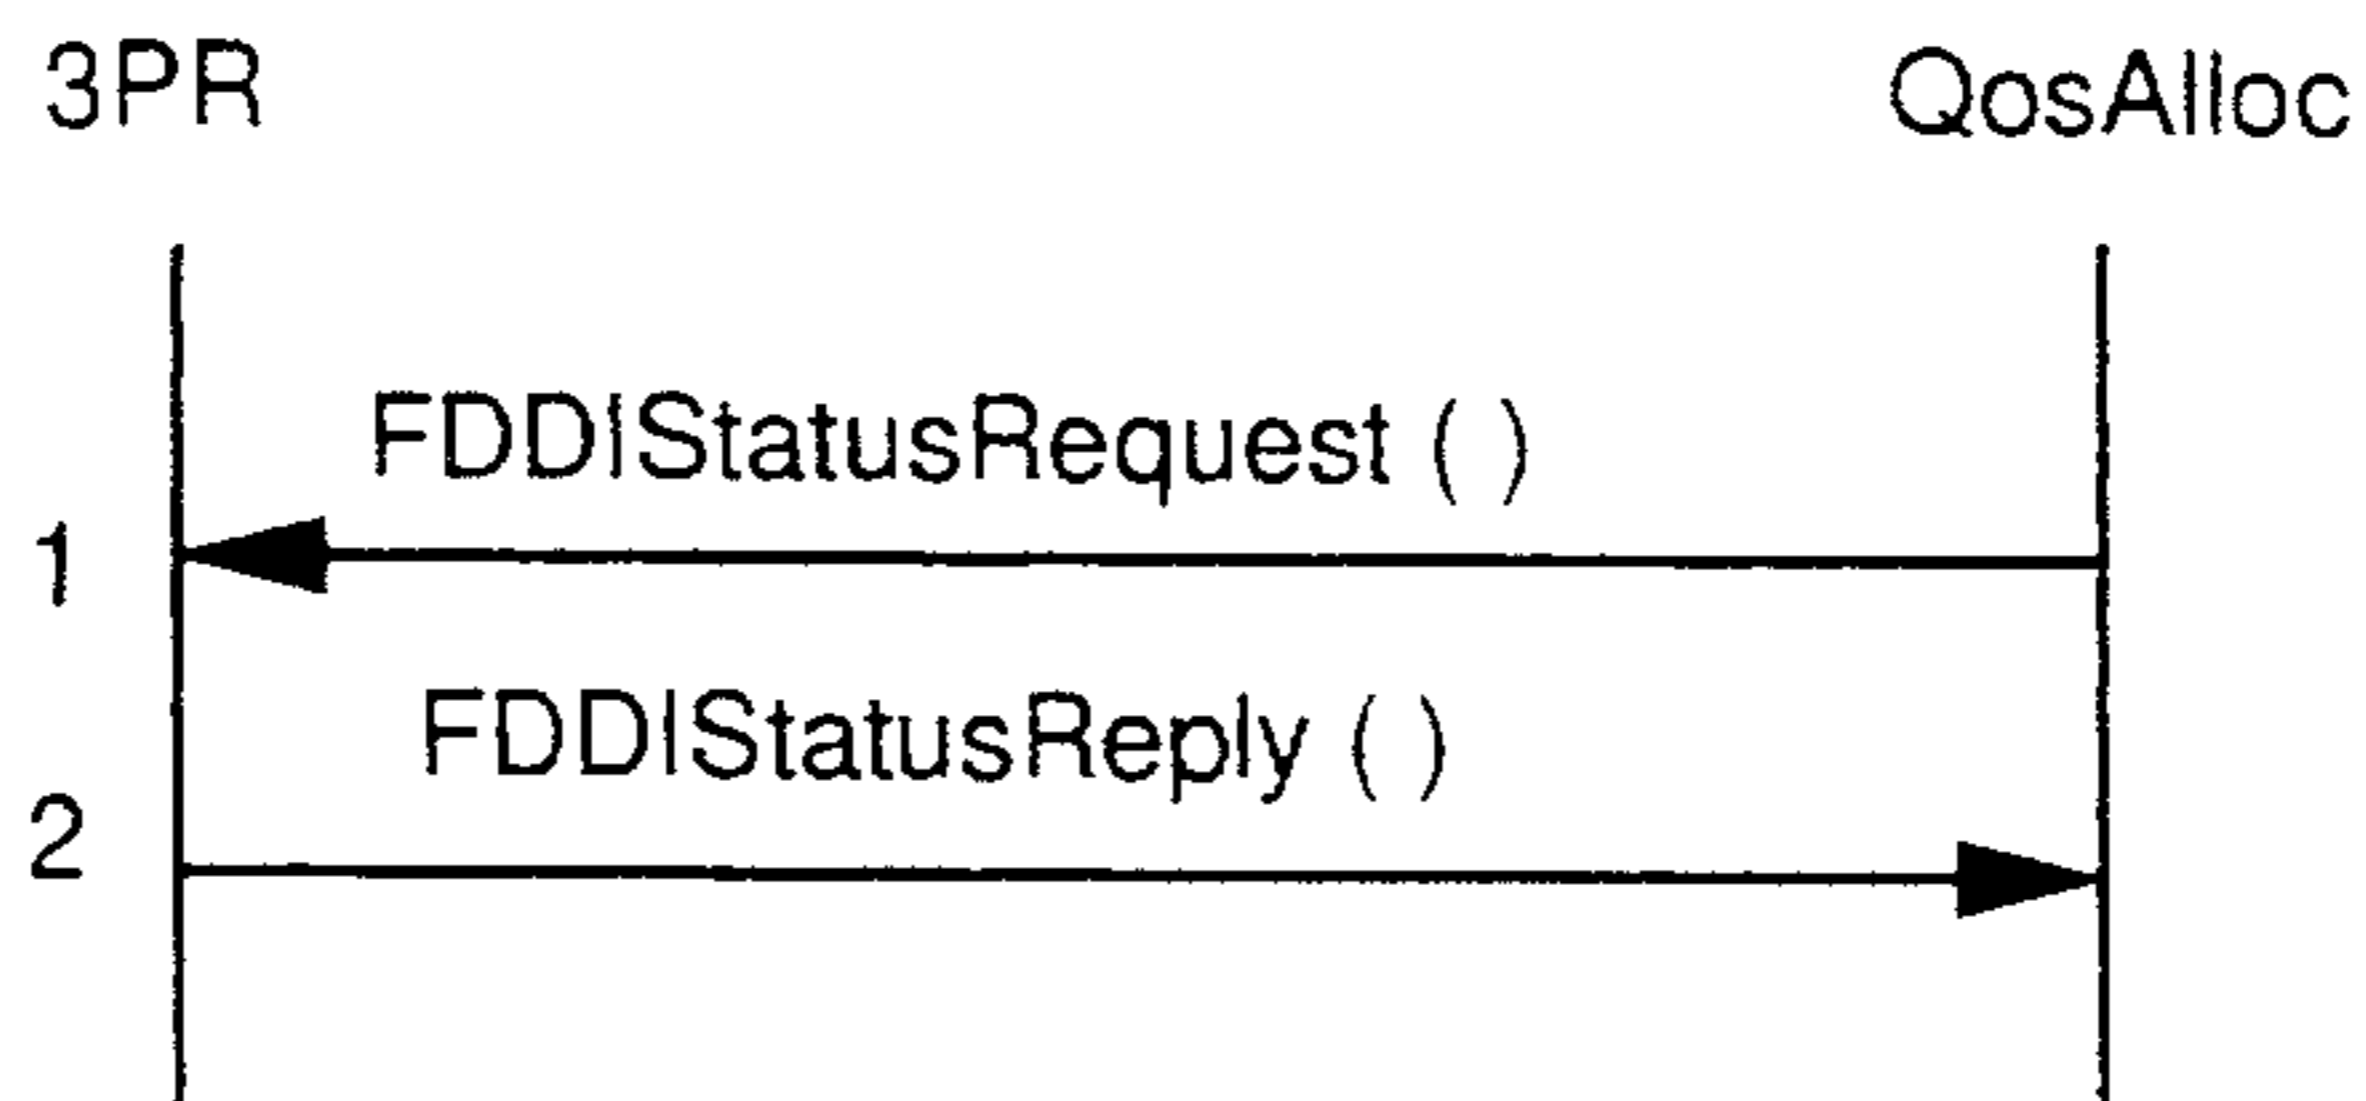 3PR
QosAlloc
FDDIStatusRequest ( )
1
FDDIStatusReply ( )
2